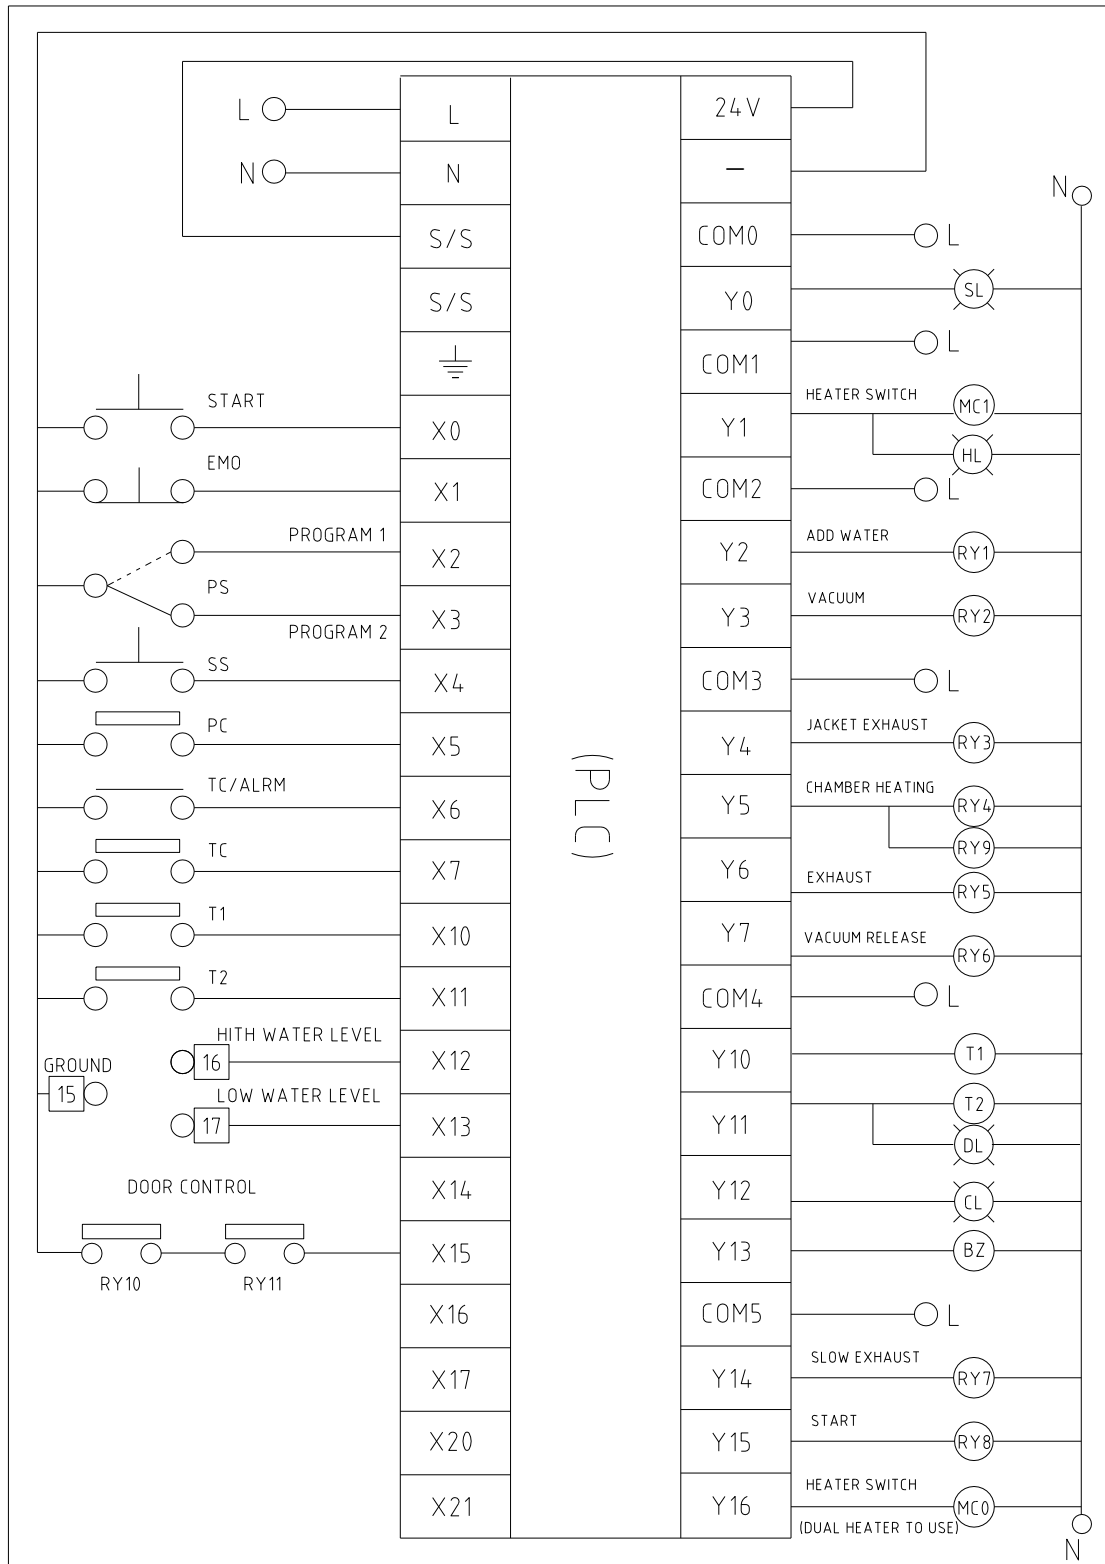 L
N
L
N
S/S
S/S
X0
X1
X2
X3
X4
X5
X6
X7
X10
X11
X12
X13
X14
X15
X16
X17
X20
X21
START
EMO
PROGRAM 1
PS
PROGRAM 2
SS
PC
TC/ALRM
TC
T1
T2
HITH WATER LEVEL
16
GROUND
15
LOW WATER LEVEL
17
DOOR CONTROL
RY10
RY11
(PLC)
24V
–
COM0
Y0
COM1
Y1
COM2
Y2
Y3
COM3
Y4
Y5
Y6
Y7
COM4
Y10
Y11
Y12
Y13
COM5
Y14
Y15
Y16
N
L
SL
L
HEATER SWITCH
MC1
HL
L
ADD WATER
RY1
VACUUM
RY2
L
JACKET EXHAUST
RY3
CHAMBER HEATING
RY4
RY9
EXHAUST
RY5
VACUUM RELEASE
RY6
L
T1
T2
DL
CL
BZ
L
SLOW EXHAUST
RY7
START
RY8
HEATER SWITCH
MC0
(DUAL HEATER TO USE)
N